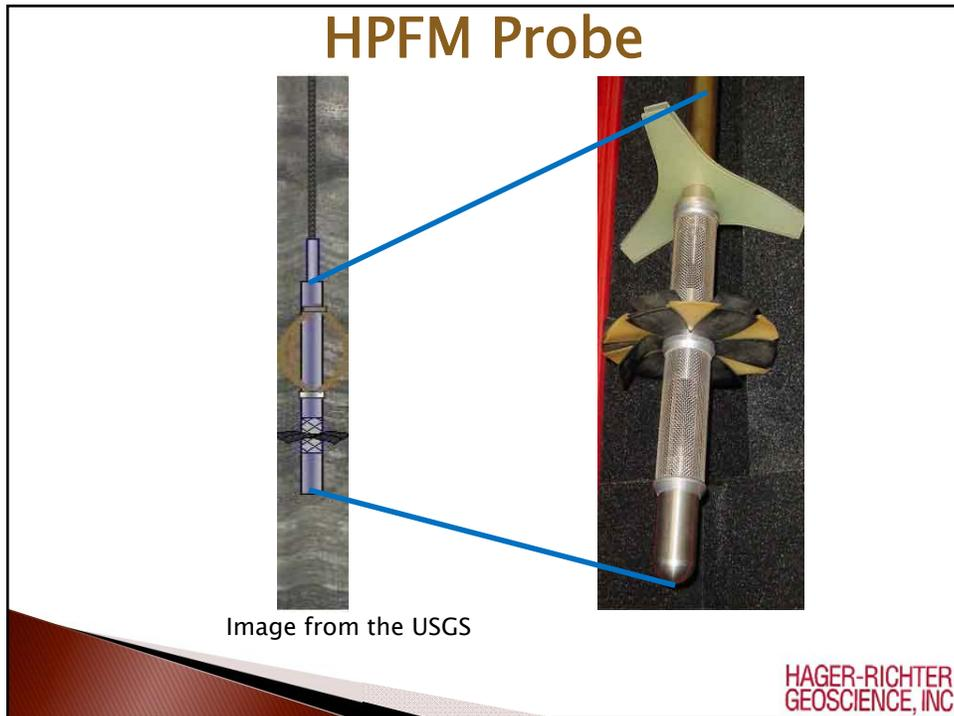 HPFM Probe
Image from the USGS
HAGER-RICHTER
GEOSCIENCE, INC